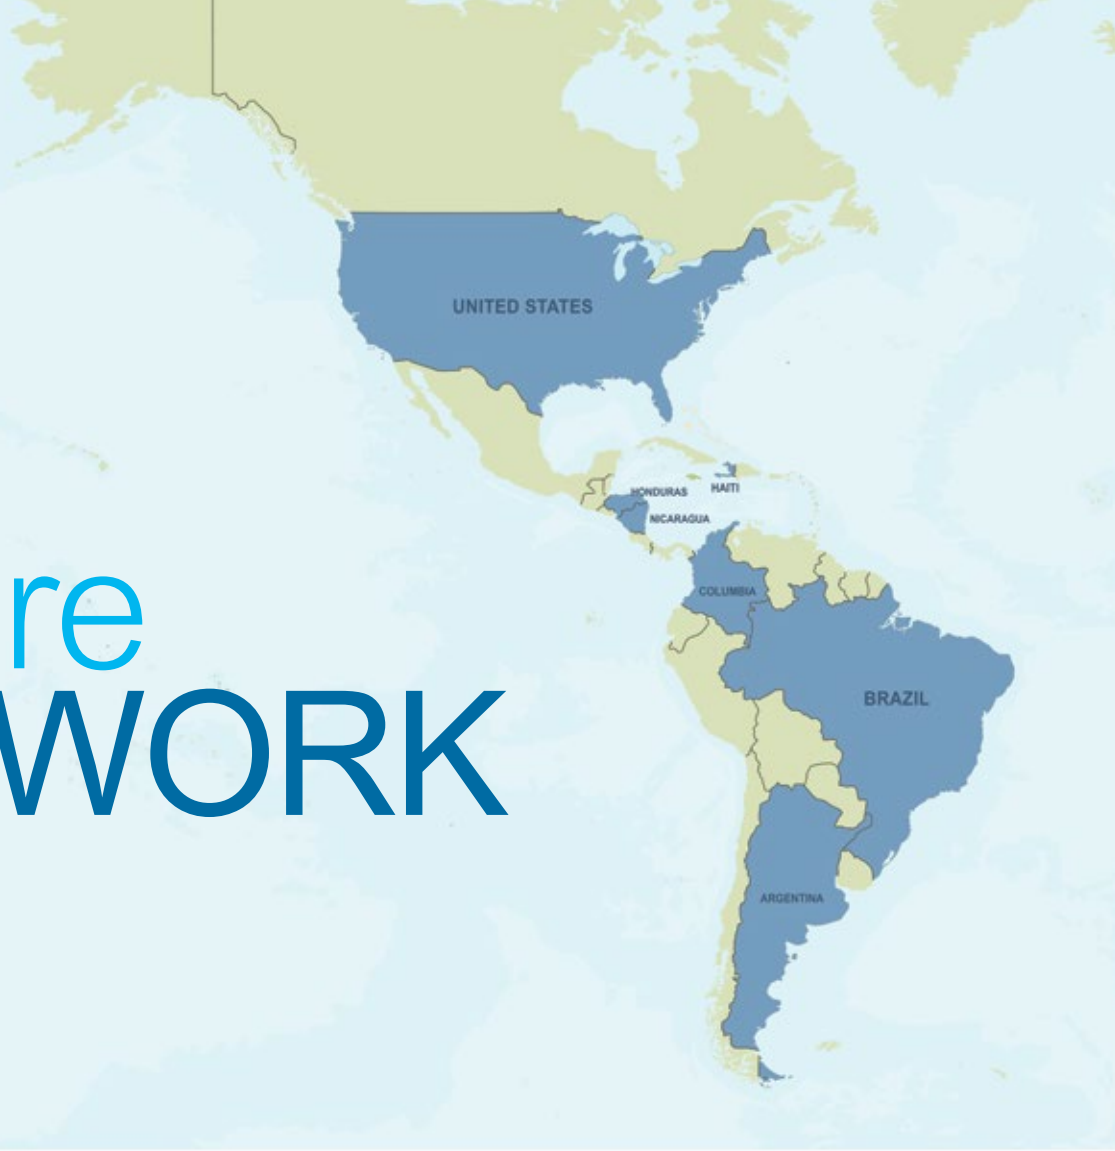 UNITED STATES
HONDURAS
HAITI
NICARAGUA
re
COLUMBIA
WORK
BRAZIL
ARGENTINA